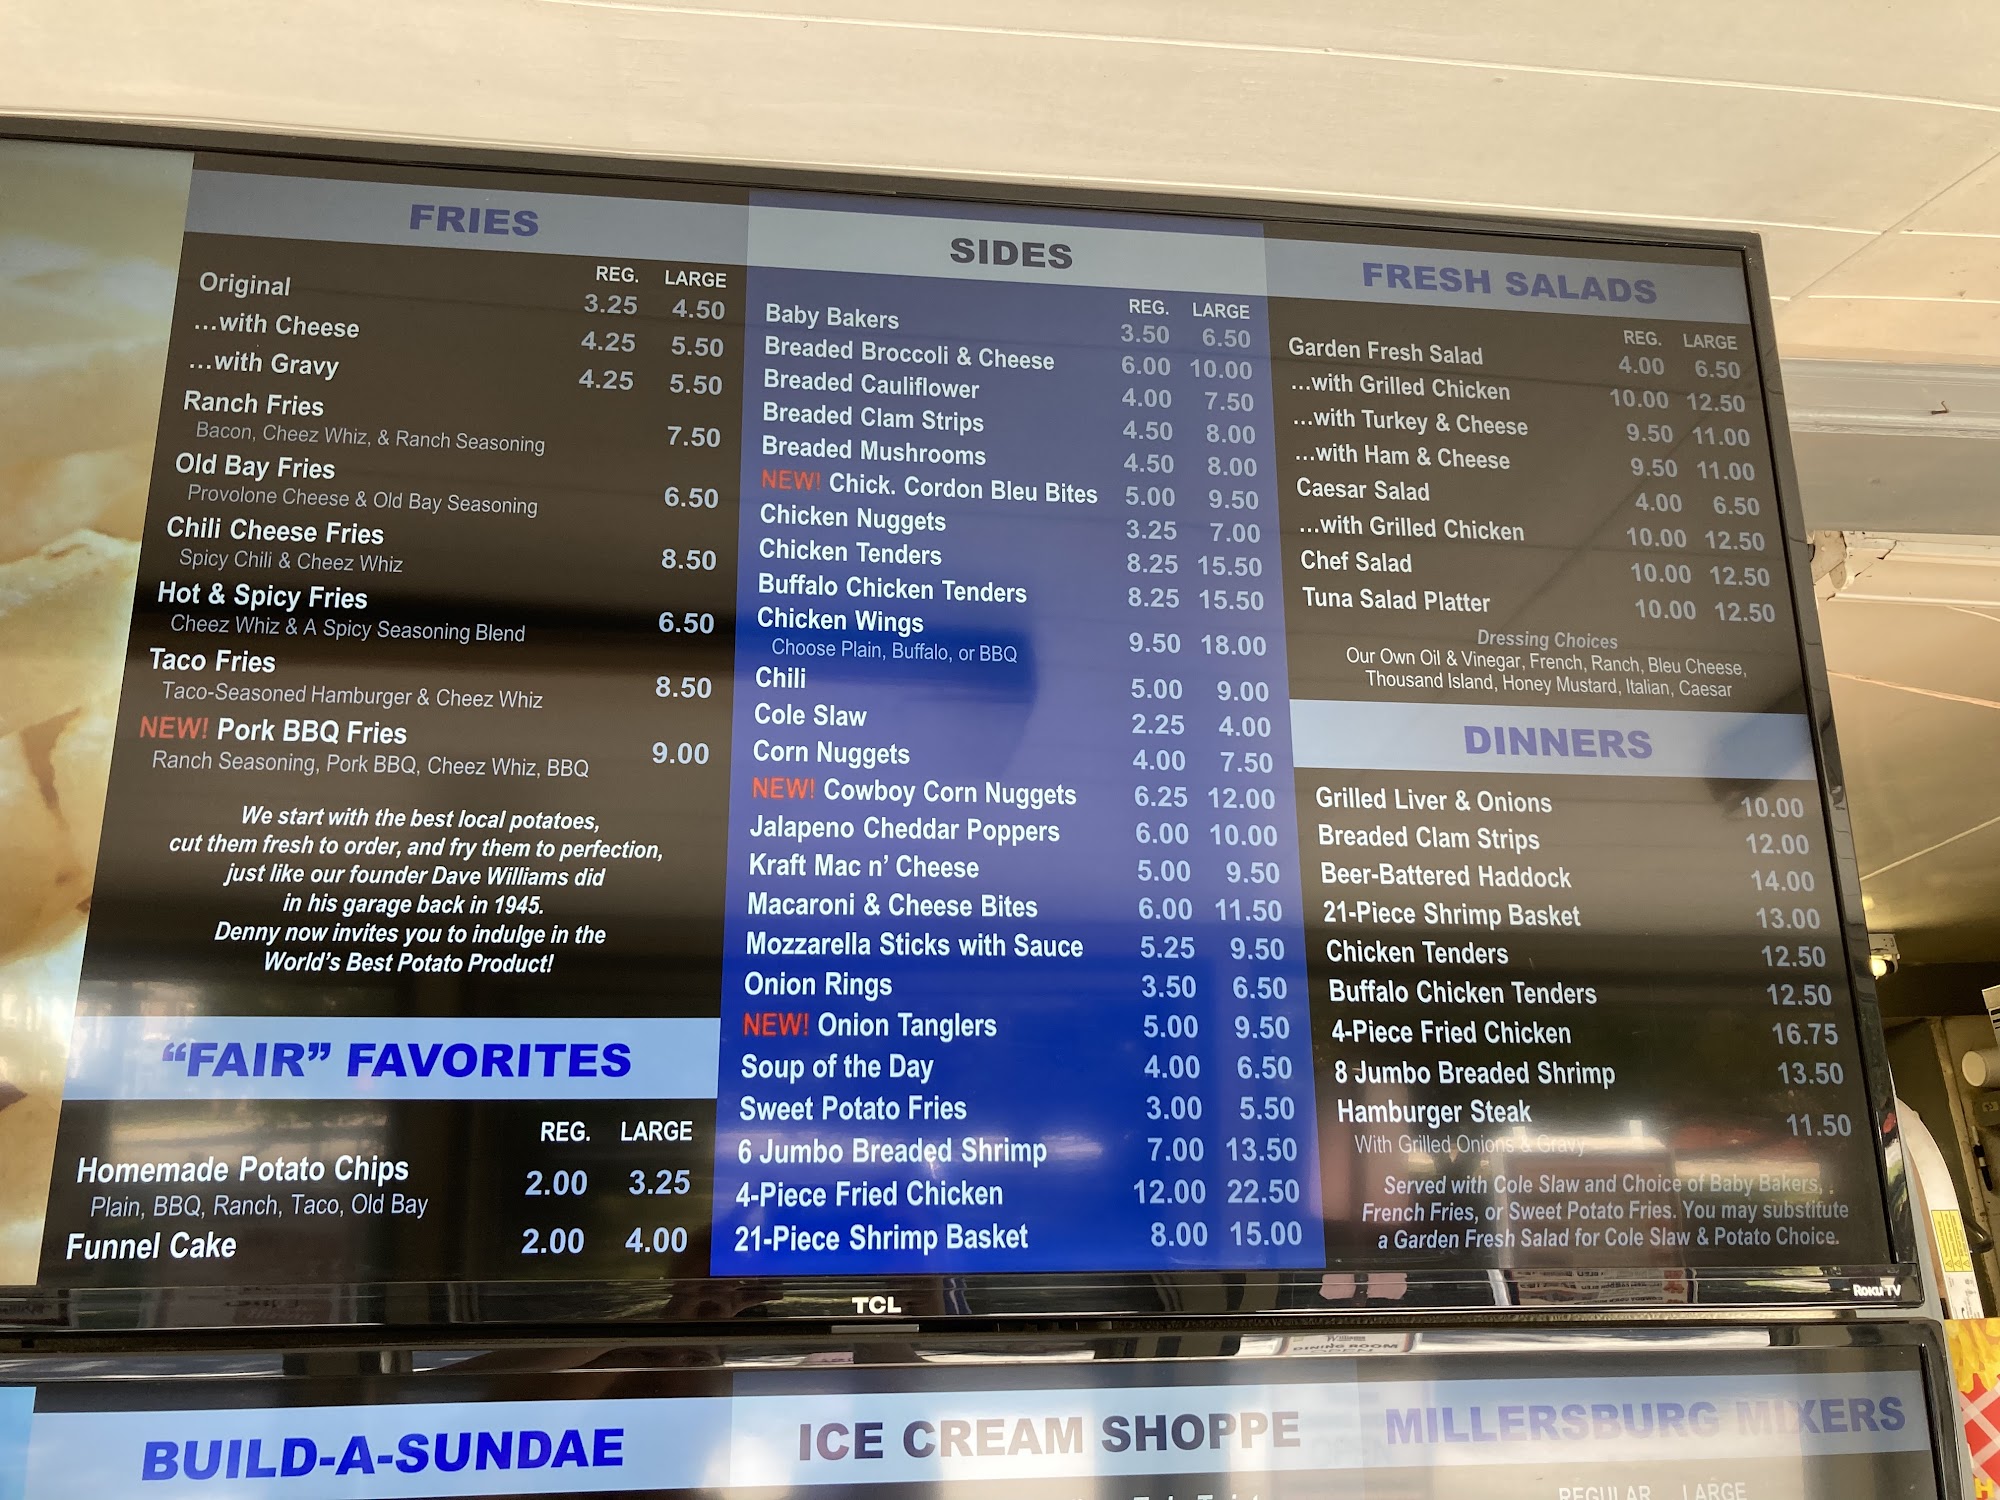 FRIES
REG. LARGE
Original 3.25 4.50
...with Cheese 4.25 5.50
...with Gravy 4.25 5.50
Ranch Fries 7.50
Bacon, Cheez Whiz, & Ranch Seasoning
Old Bay Fries 6.50
Provolone Cheese & Old Bay Seasoning
Chili Cheese Fries 8.50
Spicy Chili & Cheez Whiz
Hot & Spicy Fries 6.50
Cheez Whiz & A Spicy Seasoning Blend
Taco Fries 8.50
Taco-Seasoned Hamburger & Cheez Whiz
NEW! Pork BBQ Fries 9.00
Ranch Seasoning, Pork BBQ, Cheez Whiz, BBQ
We start with the best local potatoes,
cut them fresh to order, and fry them to perfection,
just like our founder Dave Williams did
in his garage back in 1945.
Denny now invites you to indulge in the
World's Best Potato Product!
"FAIR" FAVORITES
REG. LARGE
Homemade Potato Chips 2.00 3.25
Plain, BBQ, Ranch, Taco, Old Bay
Funnel Cake 2.00 4.00
SIDES
REG. LARGE
Baby Bakers 3.50 6.50
Breaded Broccoli & Cheese 6.00 10.00
Breaded Cauliflower 4.00 7.50
Breaded Clam Strips 4.50 8.00
Breaded Mushrooms 4.50 8.00
NEW! Chick. Cordon Bleu Bites 5.00 9.50
Chicken Nuggets 3.25 7.00
Chicken Tenders 8.25 15.50
Buffalo Chicken Tenders 8.25 15.50
Chicken Wings 9.50 18.00
Choose Plain, Buffalo, or BBQ
Chili 5.00 9.00
Cole Slaw 2.25 4.00
Corn Nuggets 4.00 7.50
NEW! Cowboy Corn Nuggets 6.25 12.00
Jalapeno Cheddar Poppers 6.00 10.00
Kraft Mac n' Cheese 5.00 9.50
Macaroni & Cheese Bites 6.00 11.50
Mozzarella Sticks with Sauce 5.25 9.50
Onion Rings 3.50 6.50
NEW! Onion Tanglers 5.00 9.50
Soup of the Day 4.00 6.50
Sweet Potato Fries 3.00 5.50
6 Jumbo Breaded Shrimp 7.00 13.50
4-Piece Fried Chicken 12.00 22.50
21-Piece Shrimp Basket 8.00 15.00
FRESH SALADS
REG. LARGE
Garden Fresh Salad 4.00 6.50
...with Grilled Chicken 10.00 12.50
...with Turkey & Cheese 9.50 11.00
...with Ham & Cheese 9.50 11.00
Caesar Salad 4.00 6.50
...with Grilled Chicken 10.00 12.50
Chef Salad 10.00 12.50
Tuna Salad Platter 10.00 12.50
Dressing Choices
Our Own Oil & Vinegar, French, Ranch, Bleu Cheese,
Thousand Island, Honey Mustard, Italian, Caesar
DINNERS
Grilled Liver & Onions 10.00
Breaded Clam Strips 12.00
Beer-Battered Haddock 14.00
21-Piece Shrimp Basket 13.00
Chicken Tenders 12.50
Buffalo Chicken Tenders 12.50
4-Piece Fried Chicken 16.75
8 Jumbo Breaded Shrimp 13.50
Hamburger Steak 11.50
With Grilled Onions & Gravy
Served with Cole Slaw and Choice of Baby Bakers,
French Fries, or Sweet Potato Fries. You may substitute
a Garden Fresh Salad for Cole Slaw & Potato Choice.
TCL
Roku TV
BUILD-A-SUNDAE
ICE CREAM SHOPPE
MILLERSBURG MIXERS
REGULAR LARGE